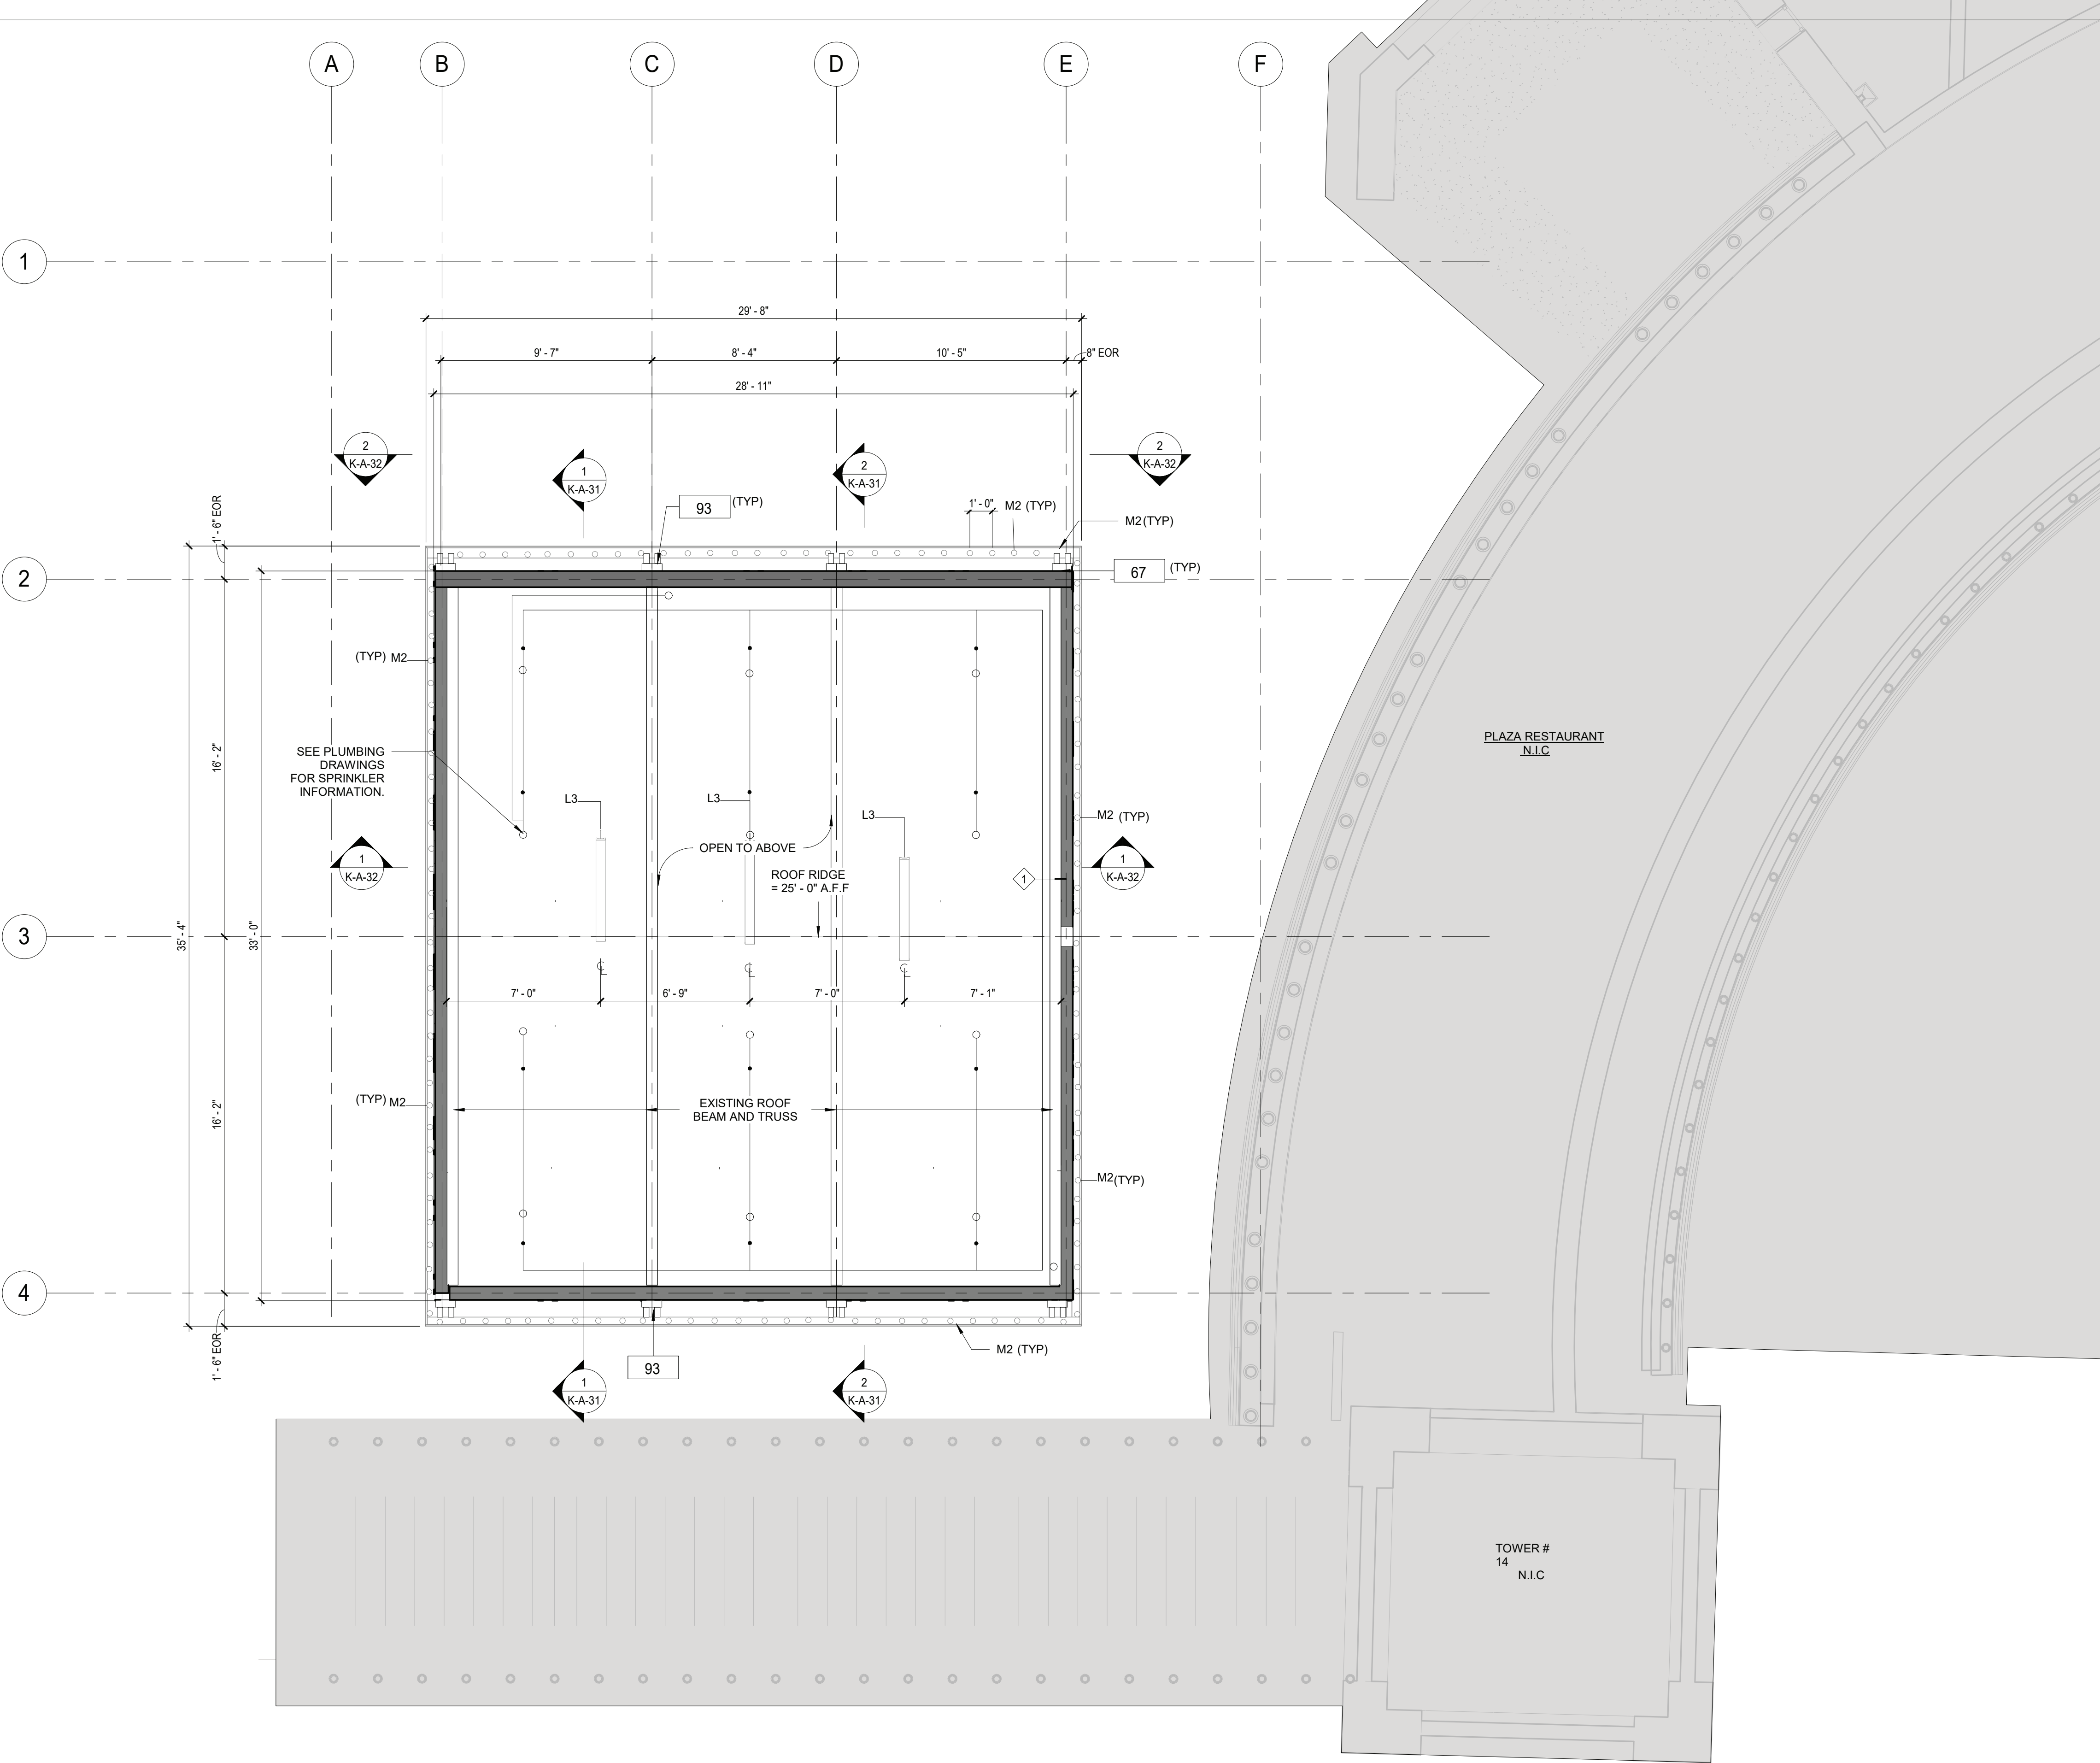 A
B
C
D
E
F
1
29' - 8"
9' - 7"
8' - 4"
10' - 5"
8" EOR
28' - 11"
2
K-A-32
1
K-A-31
2
K-A-31
2
K-A-32
93
(TYP)
1' - 0"
M2 (TYP)
M2(TYP)
1' - 6" EOR
2
67
(TYP)
(TYP) M2
16' - 2"
SEE PLUMBING
DRAWINGS
FOR SPRINKLER
INFORMATION.
PLAZA RESTAURANT
N.I.C
L3
L3
L3
M2 (TYP)
OPEN TO ABOVE
1
K-A-32
ROOF RIDGE
= 25' - 0" A.F.F
1
1
K-A-32
3
35' - 4"
33' - 0"
CL
CL
CL
7' - 0"
6' - 9"
7' - 0"
7' - 1"
16' - 2"
(TYP) M2
EXISTING ROOF
BEAM AND TRUSS
M2(TYP)
4
1' - 6" EOR
M2 (TYP)
93
1
K-A-31
2
K-A-31
TOWER #
14
N.I.C